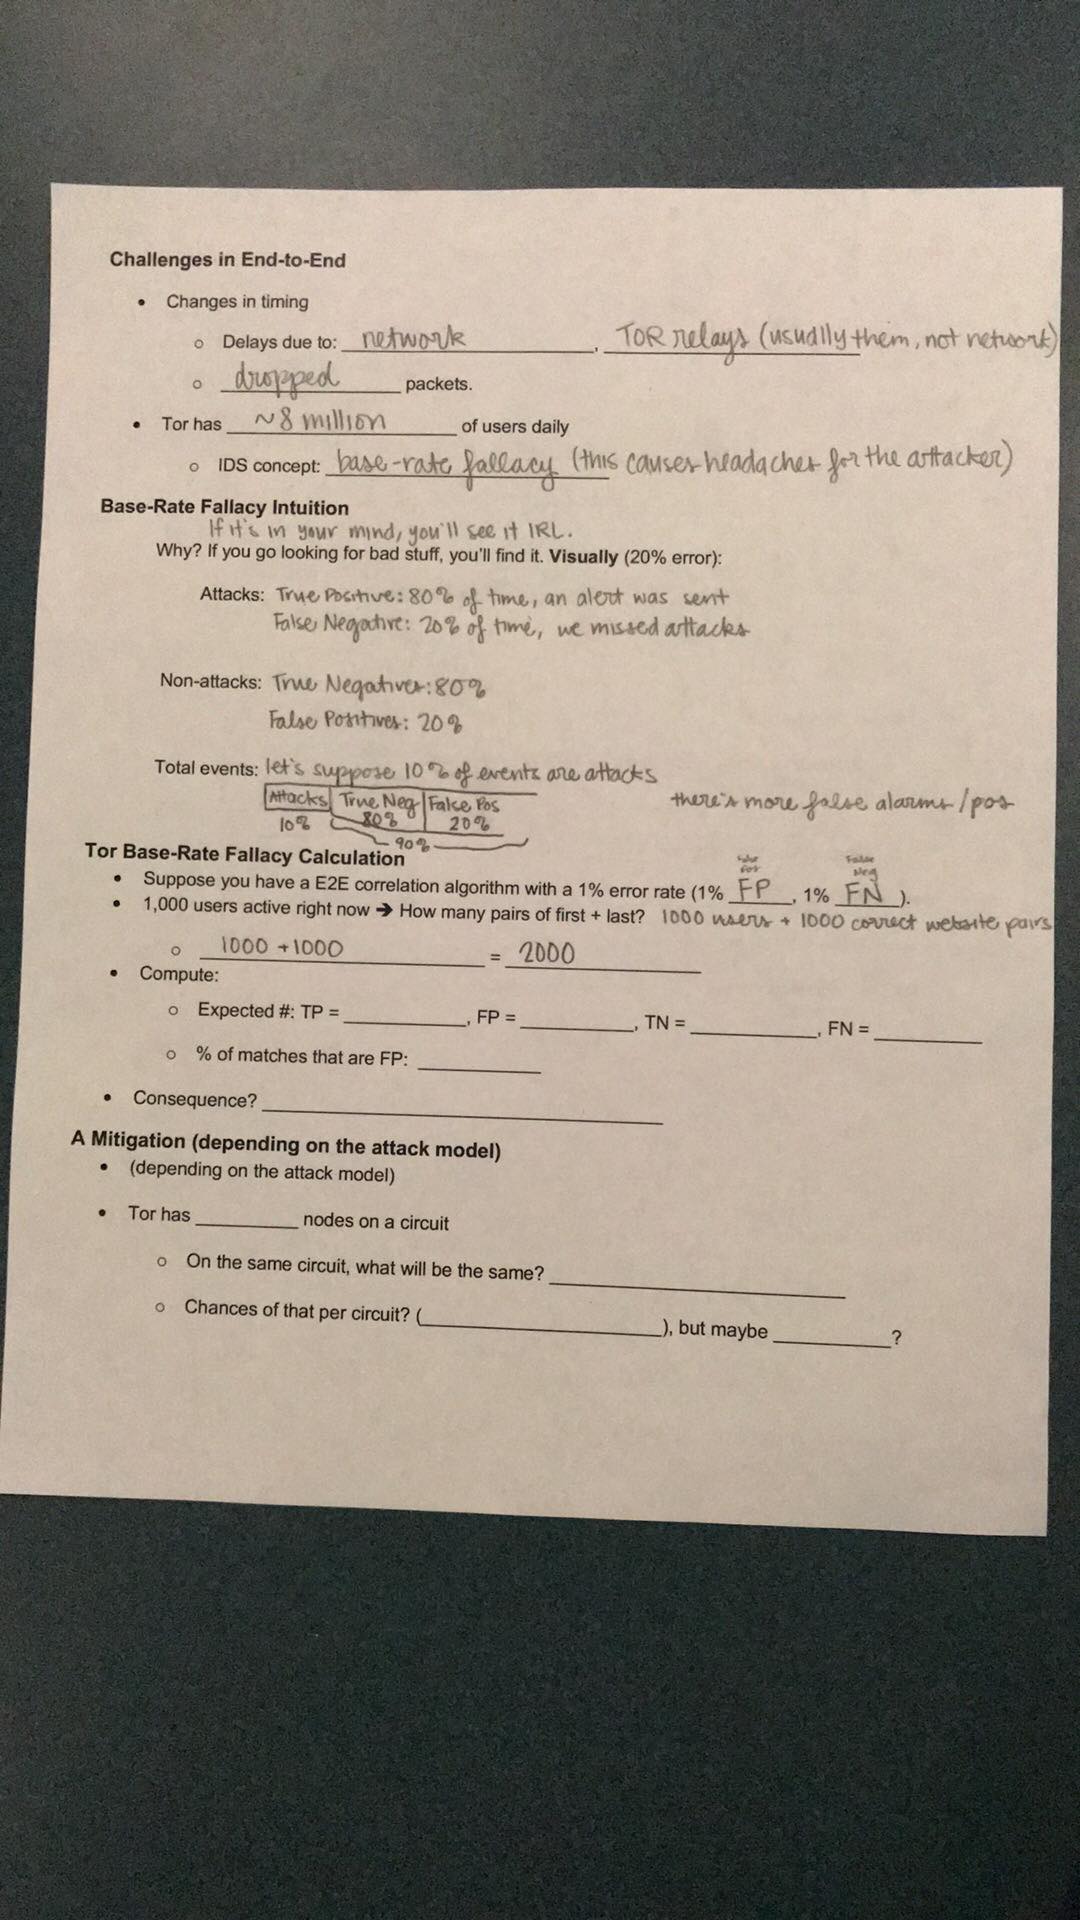 Challenges in End-to-End
• Changes in timing
○ Delays due to: network , TOR relays (usually them, not network)
○ dropped packets.
• Tor has ~8 million of users daily
○ IDS concept: base-rate fallacy (this causes headaches for the attacker)
Base-Rate Fallacy Intuition
If it's in your mind, you'll see it IRL.
Why? If you go looking for bad stuff, you'll find it. Visually (20% error):
Attacks: True Positive: 80% of time, an alert was sent
False Negative: 20% of time, we missed attacks
Non-attacks: True Negatives: 80%
False Positives: 20%
Total events: let's suppose 10% of events are attacks
Attacks True Neg False Pos there's more false alarms/pos
10% 80% 20%
90%
Tor Base-Rate Fallacy Calculation
False Pos False Neg
• Suppose you have a E2E correlation algorithm with a 1% error rate (1% FP , 1% FN ).
• 1,000 users active right now → How many pairs of first + last? 1000 users + 1000 correct website pairs
○ 1000 + 1000 = 2000
• Compute:
○ Expected #: TP = ________, FP = ________, TN = ________, FN = ________
○ % of matches that are FP: ________
• Consequence? ________
A Mitigation (depending on the attack model)
• (depending on the attack model)
• Tor has ________ nodes on a circuit
○ On the same circuit, what will be the same? ________
○ Chances of that per circuit? (________), but maybe ________?